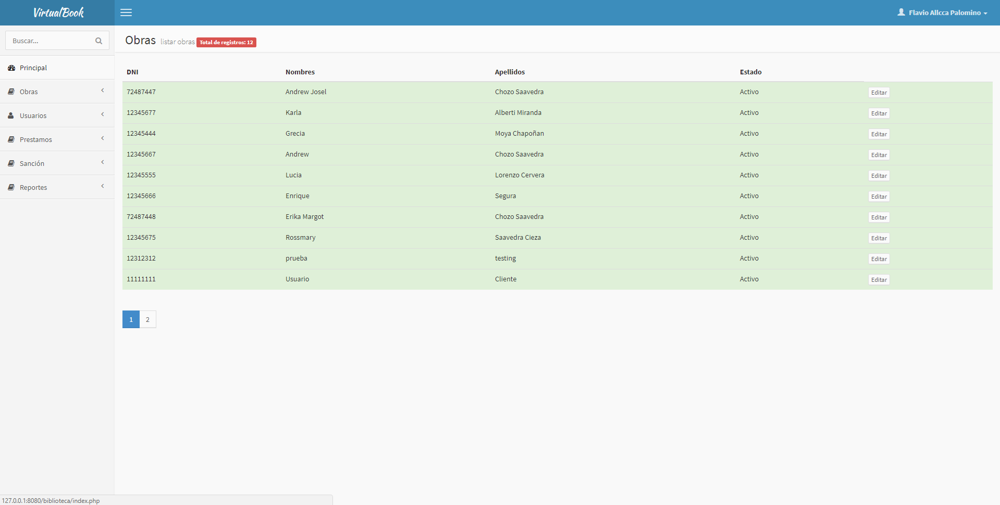 VirtualBook
Flavio Allcca Palomino
Buscar...
Principal
Obras
Usuarios
Prestamos
Sanción
Reportes
Obras listar obras Total de registros: 12
DNI Nombres Apellidos Estado
72487447 Andrew Josel Chozo Saavedra Activo Editar
12345677 Karla Alberti Miranda Activo Editar
12345444 Grecia Moya Chapoñan Activo Editar
12345667 Andrew Chozo Saavedra Activo Editar
12345555 Lucia Lorenzo Cervera Activo Editar
12345666 Enrique Segura Activo Editar
72487448 Erika Margot Chozo Saavedra Activo Editar
12345675 Rossmary Saavedra Cieza Activo Editar
12312312 prueba testing Activo Editar
11111111 Usuario Cliente Activo Editar
1 2
127.0.0.1:8080/biblioteca/index.php